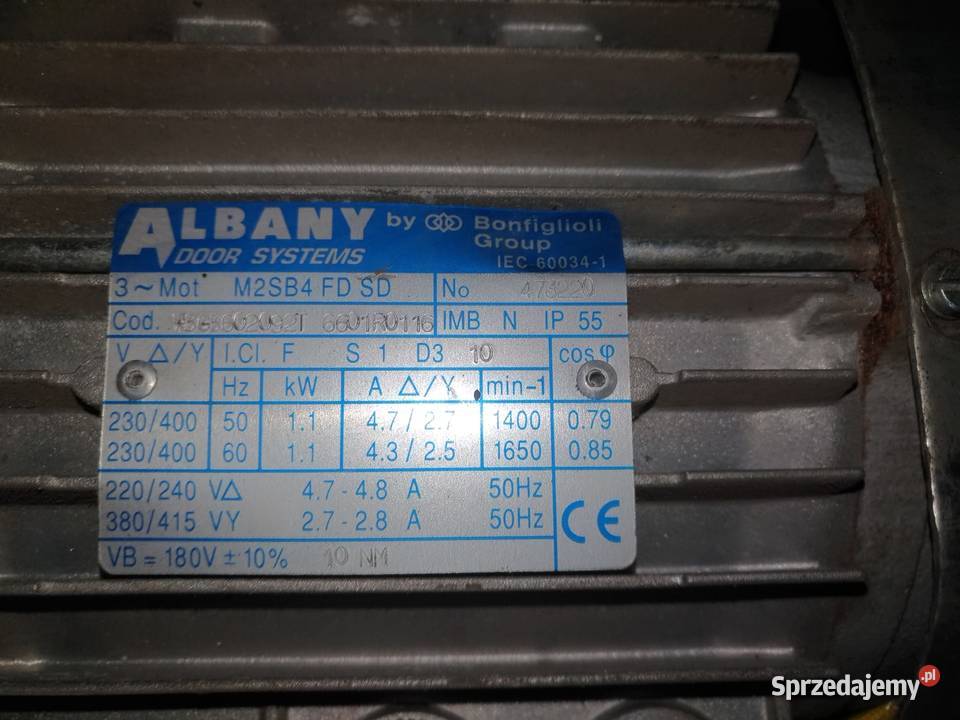 ALBANY by Bonfiglioli
DOOR SYSTEMS Group
IEC 60034-1
3~Mot M2SB4 FD SD No 478220
Cod. 6601R0116 IMB N IP 55
V Δ/Y I.Cl. F S 1 D3 10 cosφ
Hz kW A Δ/Y min-1
230/400 50 1.1 4.7/2.7 1400 0.79
230/400 60 1.1 4.3/2.5 1650 0.85
220/240 VΔ 4.7-4.8 A 50Hz
380/415 VY 2.7-2.8 A 50Hz
CE
VB=180V±10% 10 NM
Sprzedajemy.pl